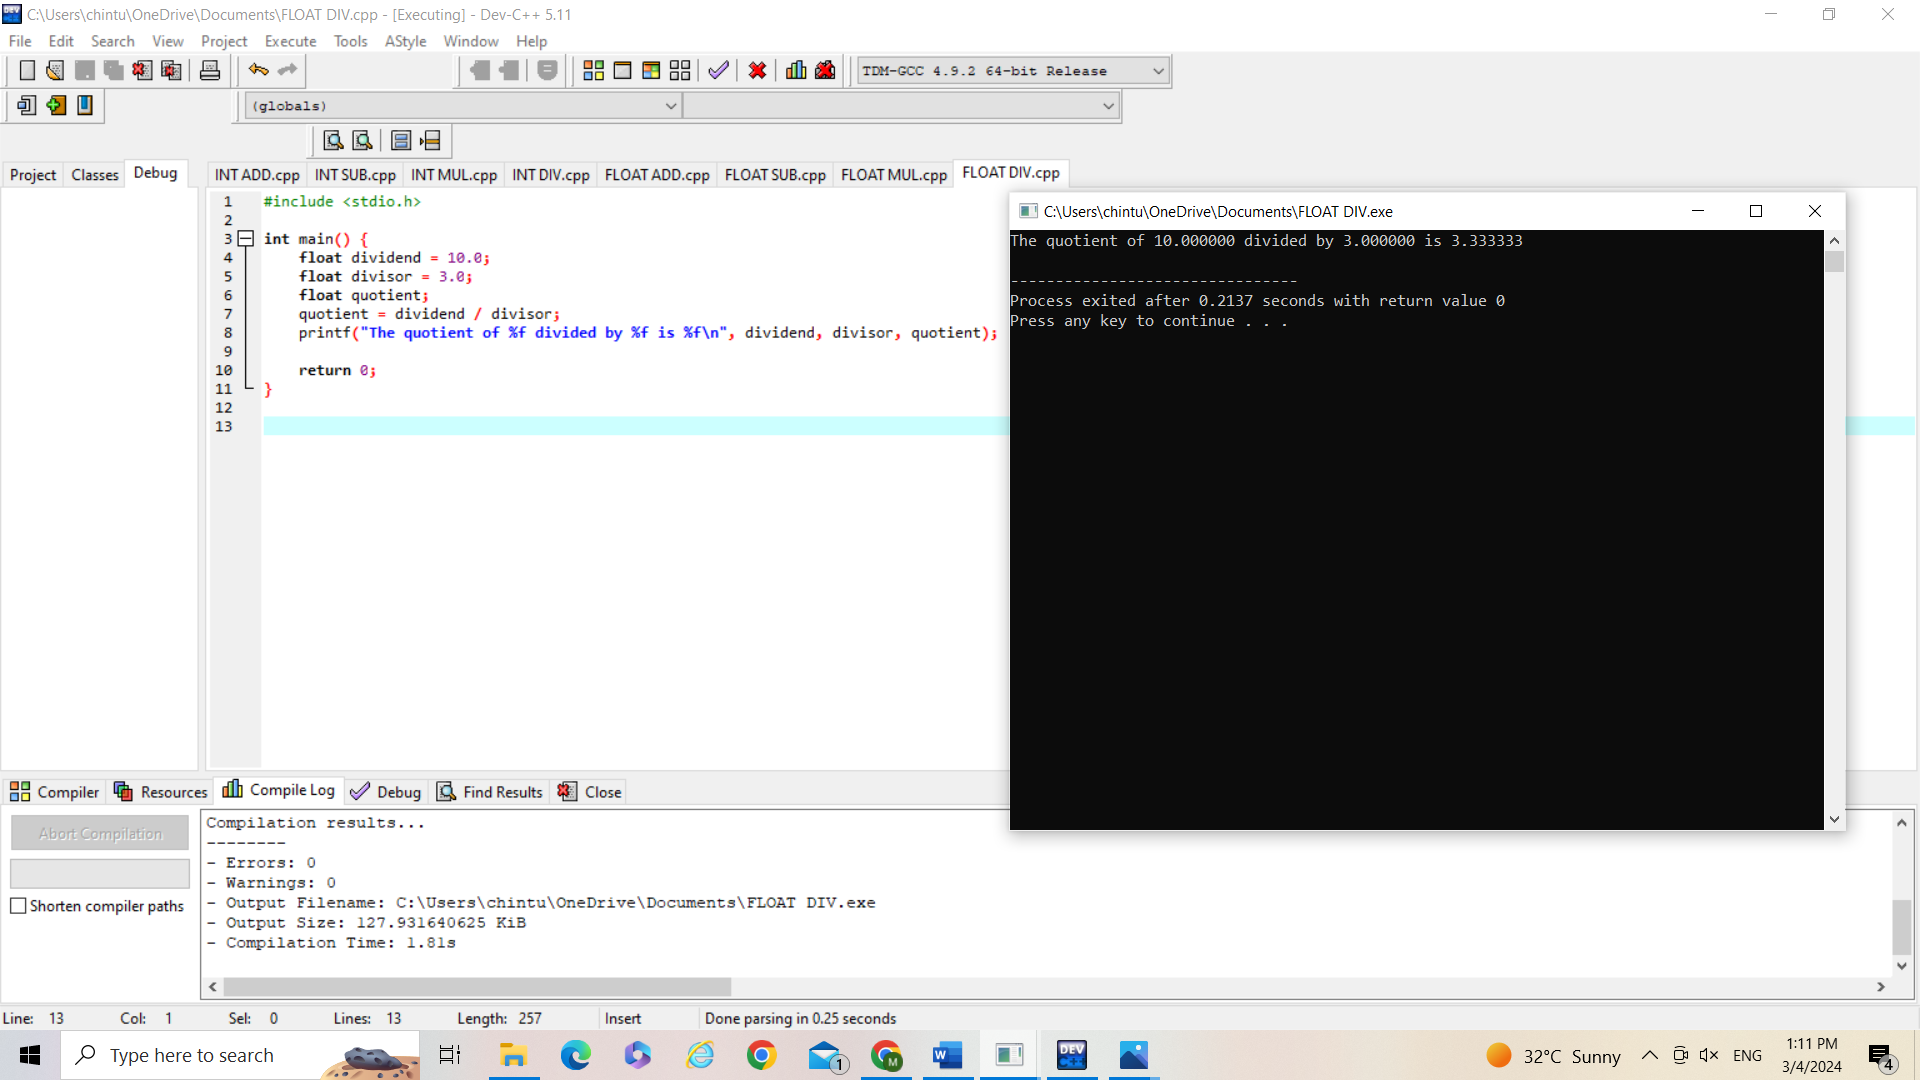 C:\Users\chintu\OneDrive\Documents\FLOAT DIV.cpp - [Executing] - Dev-C++ 5.11
File Edit Search View Project Execute Tools AStyle Window Help
TDM-GCC 4.9.2 64-bit Release
(globals)
Project Classes Debug
INT ADD.cpp INT SUB.cpp INT MUL.cpp INT DIV.cpp FLOAT ADD.cpp FLOAT SUB.cpp FLOAT MUL.cpp FLOAT DIV.cpp
1 #include <stdio.h>
2
3 int main() {
4 float dividend = 10.0;
5 float divisor = 3.0;
6 float quotient;
7 quotient = dividend / divisor;
8 printf("The quotient of %f divided by %f is %f\n", dividend, divisor, quotient);
9
10 return 0;
11 }
12
13
C:\Users\chintu\OneDrive\Documents\FLOAT DIV.exe
The quotient of 10.000000 divided by 3.000000 is 3.333333
--------------------------------
Process exited after 0.2137 seconds with return value 0
Press any key to continue . . .
Compiler Resources Compile Log Debug Find Results Close
Abort Compilation
Shorten compiler paths
Compilation results...
--------
- Errors: 0
- Warnings: 0
- Output Filename: C:\Users\chintu\OneDrive\Documents\FLOAT DIV.exe
- Output Size: 127.931640625 KiB
- Compilation Time: 1.81s
Line: 13 Col: 1 Sel: 0 Lines: 13 Length: 257 Insert Done parsing in 0.25 seconds
Type here to search
1
M
W
DEV
C++
32°C Sunny
ENG
1:11 PM
3/4/2024
4